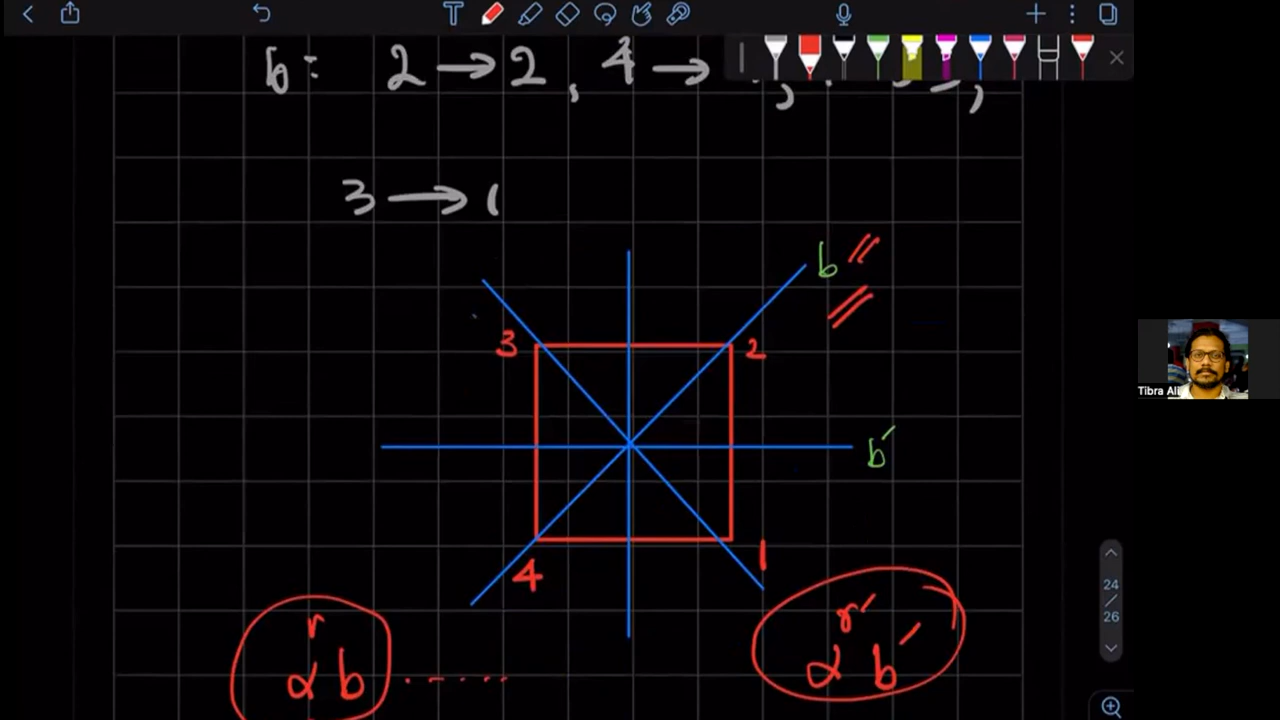 b: 2 → 2, 4 →
3 → 1
b
3 2
b′
4 1
r r′
α b ...... α b′
24
/
26
Tibra Ali